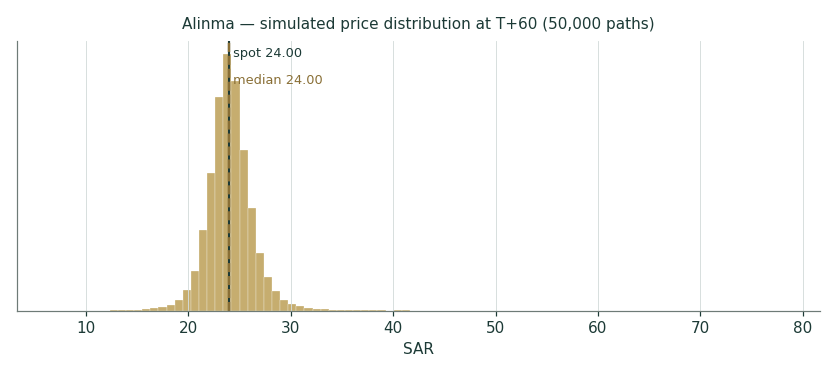 Alinma — simulated price distribution at T+60 (50,000 paths)
spot 24.00
median 24.00
10 20 30 40 50 60 70 80
SAR